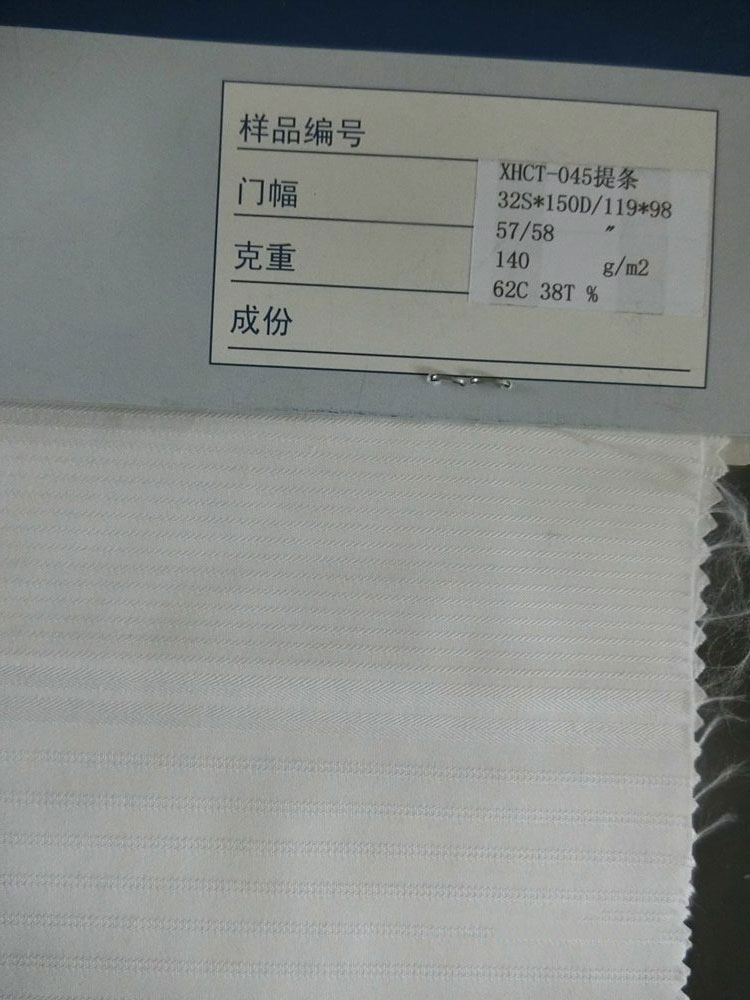 样品编号
XHCT-045提条
32S*150D/119*98
门幅
57/58 〃
克重
140 g/m2
成份
62C 38T %